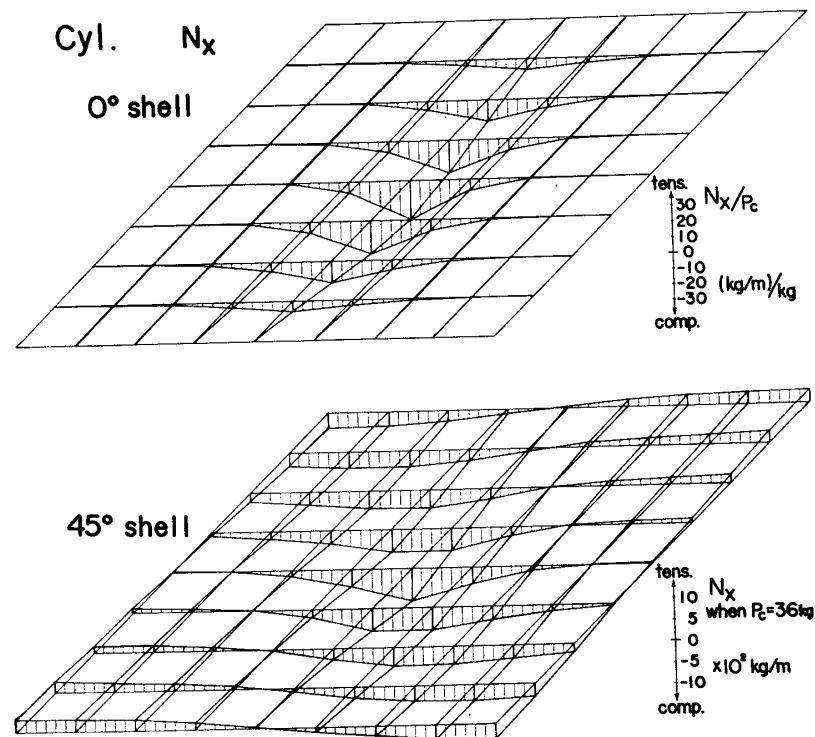 Cyl. Nx
0° shell
tens.
30 Nx/Pc
20
10
0
-10
-20 (kg/m)/kg
-30
comp.
45° shell
tens.
10 Nx
5 when Pc=36kg
0
-5 ×10² kg/m
-10
comp.